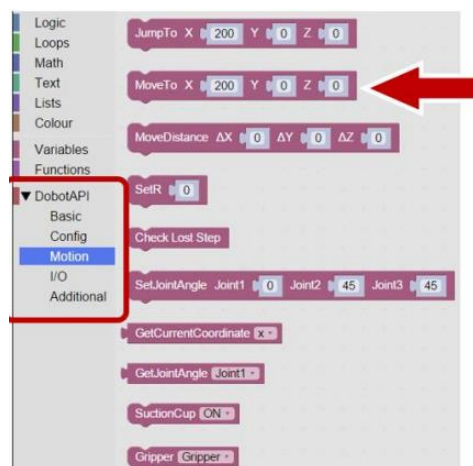 Logic
Loops
Math
Text
Lists
Colour
Variables
Functions
DobotAPI
Basic
Config
Motion
I/O
Additional
JumpTo X 200 Y 0 Z 0
MoveTo X 200 Y 0 Z 0
MoveDistance ΔX 0 ΔY 0 ΔZ 0
SetR 0
Check Lost Step
SetJointAngle Joint1 0 Joint2 45 Joint3 45
GetCurrentCoordinate x
GetJointAngle Joint1
SuctionCup ON
Gripper Gripper